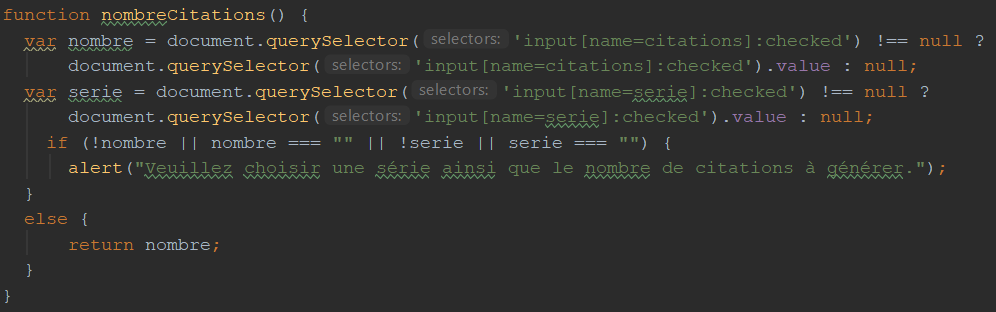 function nombreCitations() {
var nombre = document.querySelector( selectors: 'input[name=citations]:checked') !== null ?
document.querySelector( selectors: 'input[name=citations]:checked').value : null;
var serie = document.querySelector( selectors: 'input[name=serie]:checked') !== null ?
document.querySelector( selectors: 'input[name=serie]:checked').value : null;
if (!nombre || nombre === "" || !serie || serie === "") {
alert("Veuillez choisir une série ainsi que le nombre de citations à générer.");
}
else {
return nombre;
}
}